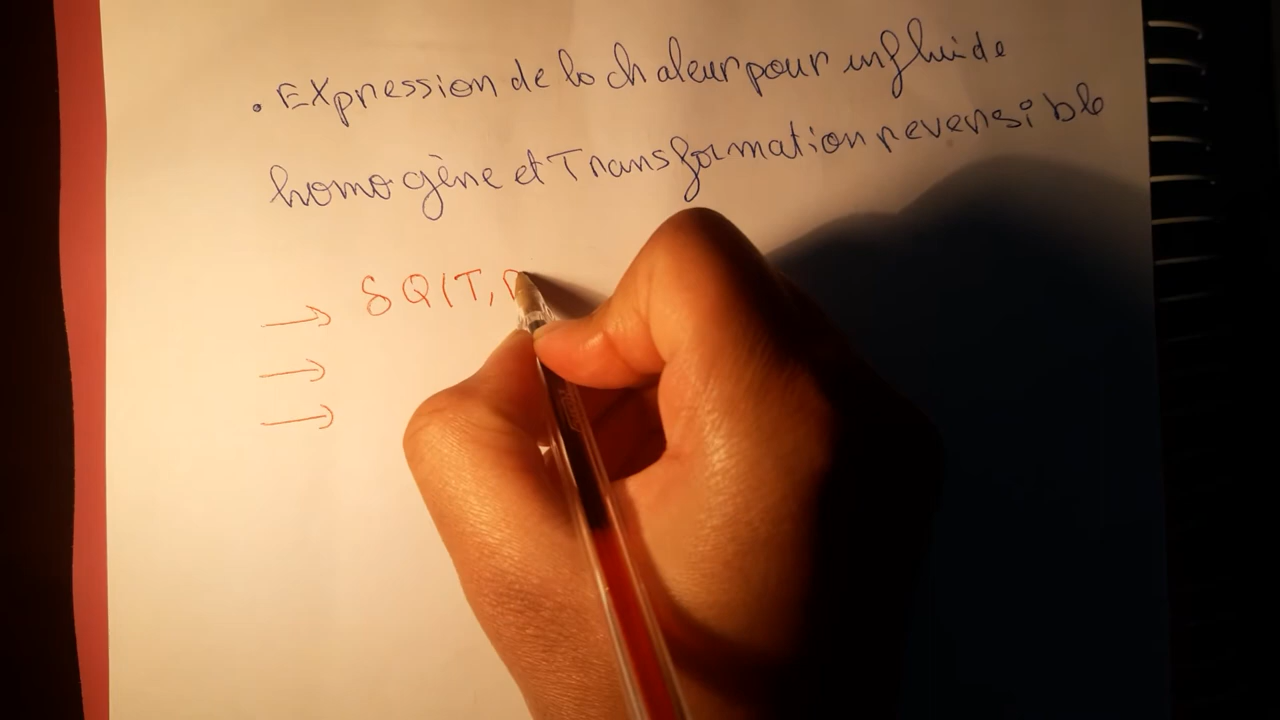 . EXpression de la chaleur pour un fluide
homogène et Transformation reversible
→ δQ(T, P
→
→